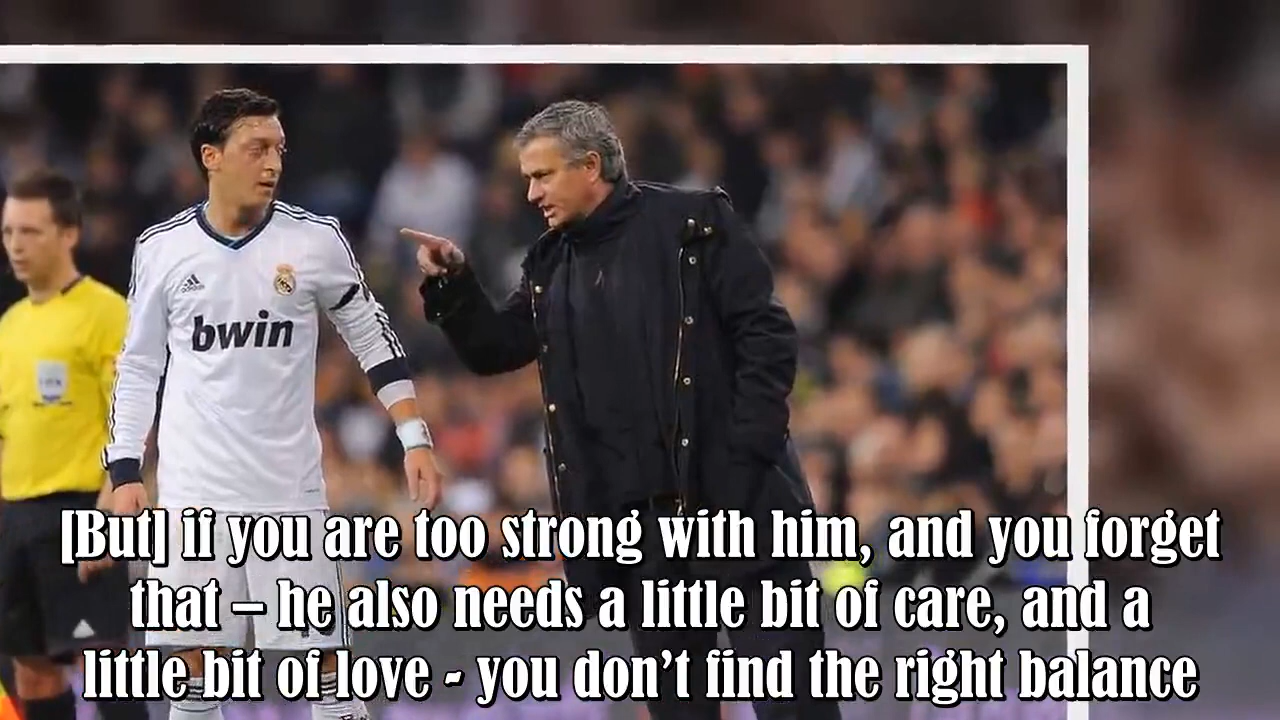 adidas
bwin
[But] if you are too strong with him, and you forget
that – he also needs a little bit of care, and a
little bit of love - you don’t find the right balance